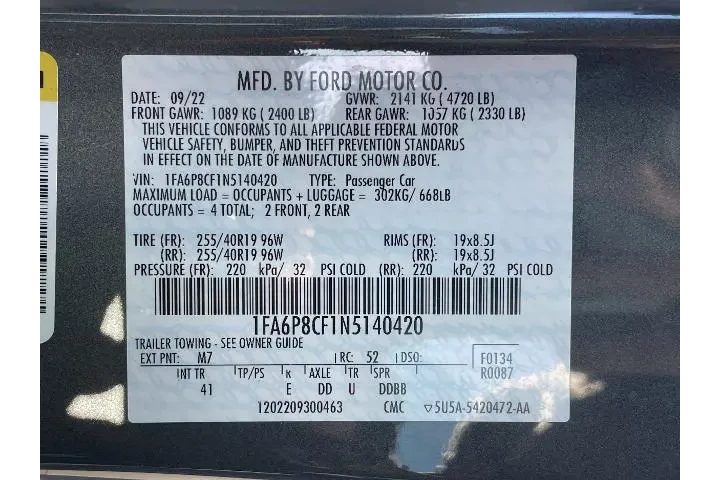 MFD. BY FORD MOTOR CO.
DATE: 09/22 GVWR: 2141 KG ( 4720 LB)
FRONT GAWR: 1089 KG ( 2400 LB) REAR GAWR: 1057 KG ( 2330 LB)
THIS VEHICLE CONFORMS TO ALL APPLICABLE FEDERAL MOTOR
VEHICLE SAFETY, BUMPER, AND THEFT PREVENTION STANDARDS
IN EFFECT ON THE DATE OF MANUFACTURE SHOWN ABOVE.
VIN: 1FA6P8CF1N5140420 TYPE: Passenger Car
MAXIMUM LOAD = OCCUPANTS + LUGGAGE = 302KG/ 668LB
OCCUPANTS = 4 TOTAL; 2 FRONT, 2 REAR
TIRE (FR): 255/40R19 96W RIMS (FR): 19x8.5J
(RR): 255/40R19 96W (RR): 19x8.5J
PRESSURE (FR): 220 kPa/ 32 PSI COLD (RR): 220 kPa/ 32 PSI COLD
1FA6P8CF1N5140420
TRAILER TOWING - SEE OWNER GUIDE
EXT PNT: M7 RC: 52 DSO: F0134
INT TR TP/PS K AXLE TR SPR R0087
41 E DD U DDBB
1202209300463 CMC ▽5U5A-5420472-AA